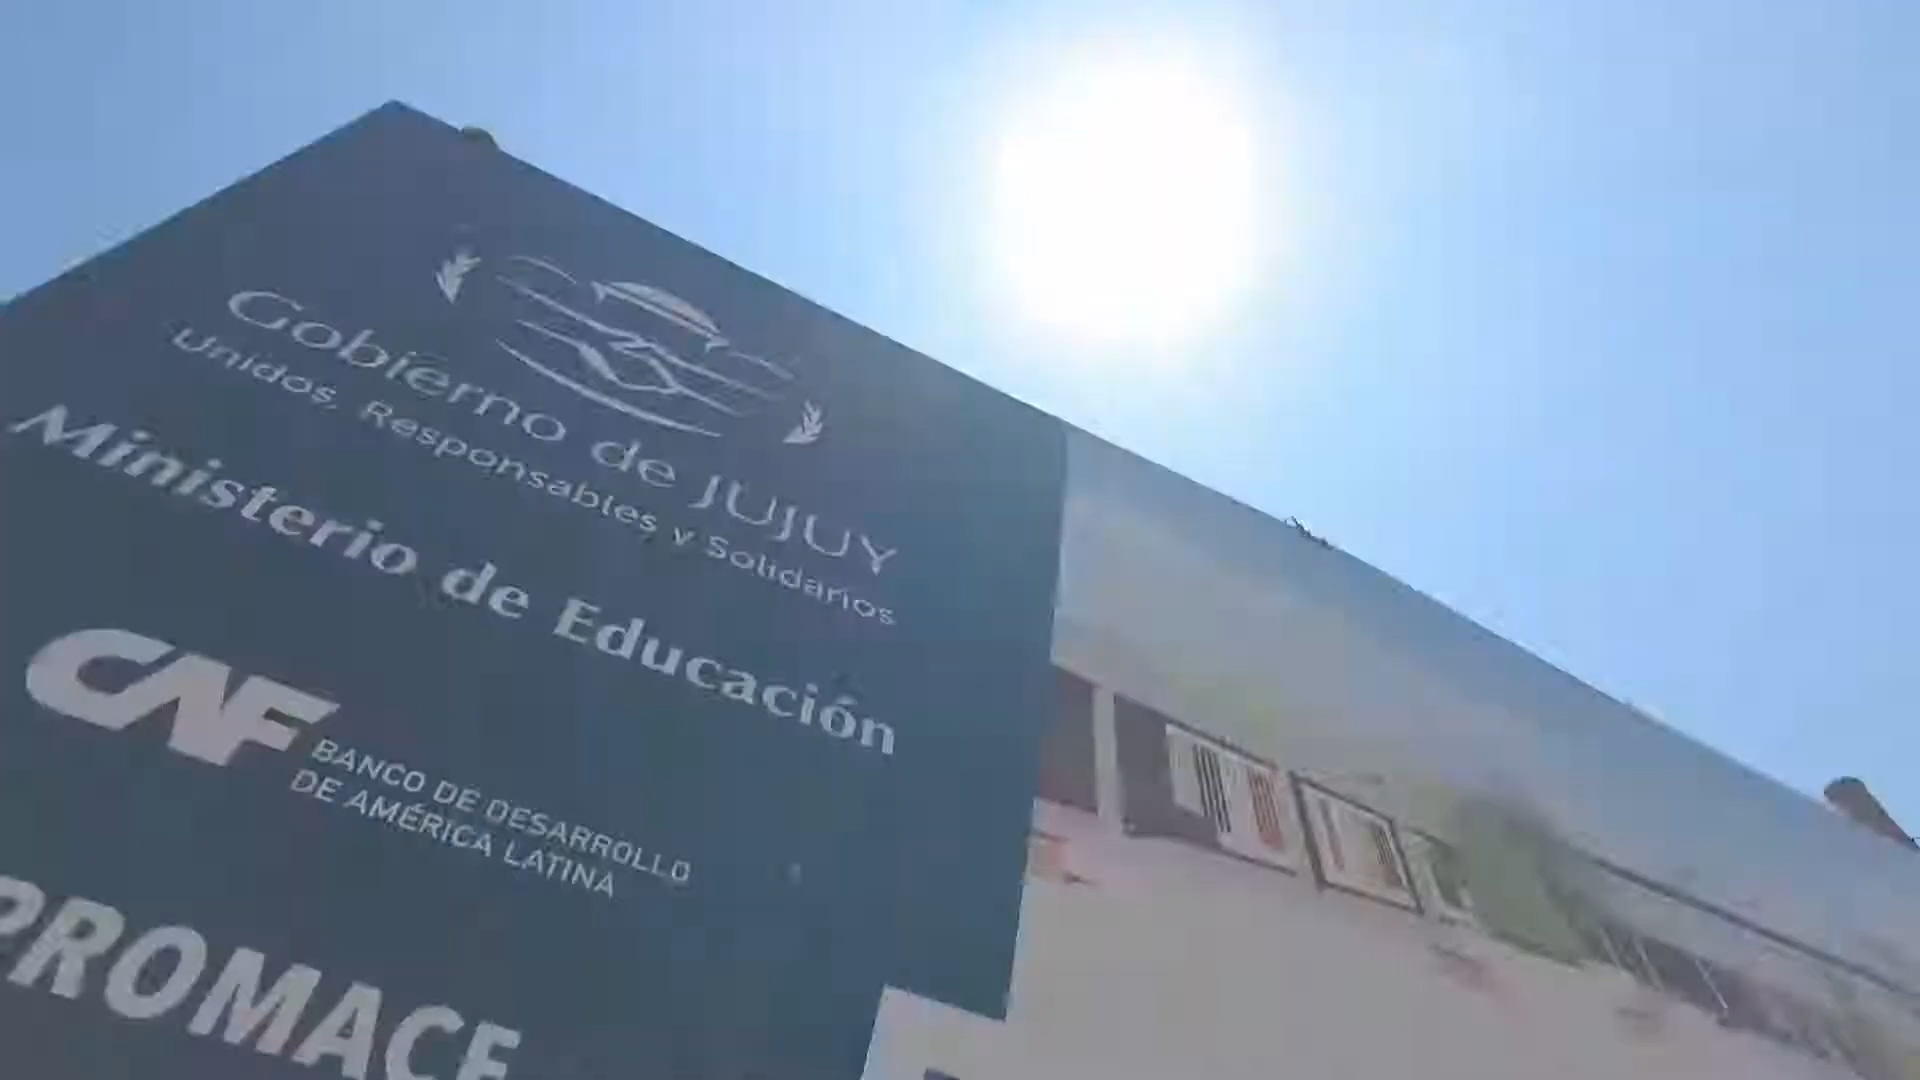 Gobierno de JUJUY
Unidos, Responsables y Solidarios
Ministerio de Educación
CAF
BANCO DE DESARROLLO
DE AMÉRICA LATINA
PROMACE